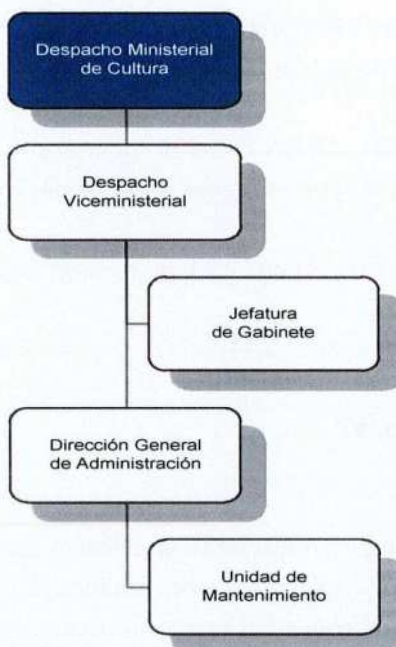 Despacho Ministerial
de Cultura
Despacho
Viceministerial
Jefatura
de Gabinete
Dirección General
de Administración
Unidad de
Mantenimiento